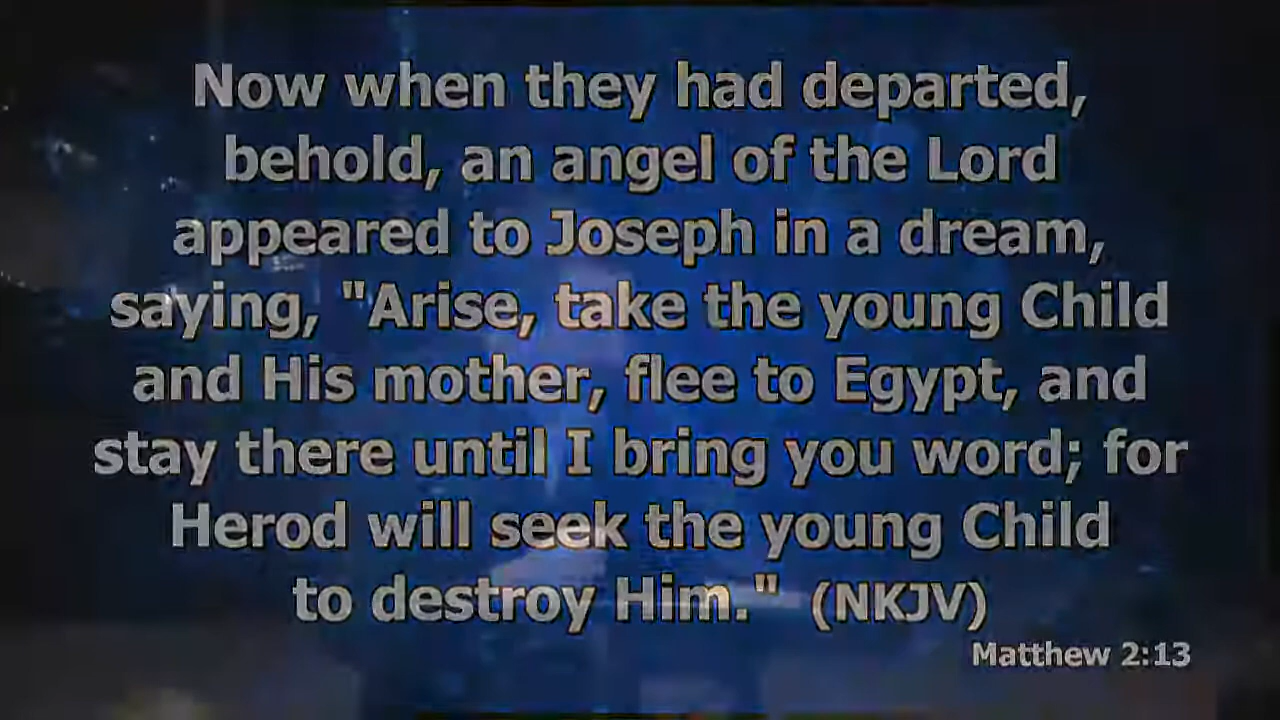 Now when they had departed,
behold, an angel of the Lord
appeared to Joseph in a dream,
saying, "Arise, take the young Child
and His mother, flee to Egypt, and
stay there until I bring you word; for
Herod will seek the young Child
to destroy Him." (NKJV)
Matthew 2:13